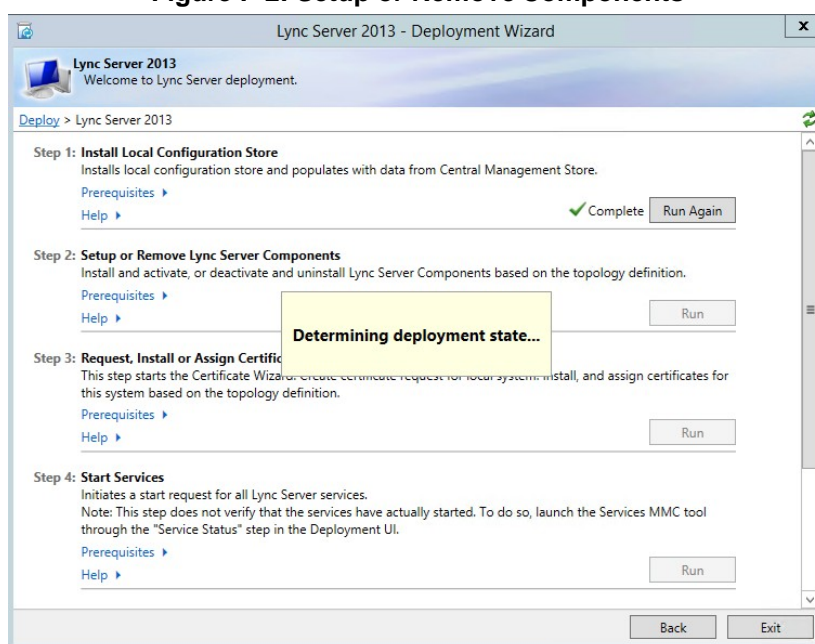 Lync Server 2013 - Deployment Wizard
x
Lync Server 2013
Welcome to Lync Server deployment.
Deploy > Lync Server 2013
Step 1: Install Local Configuration Store
Installs local configuration store and populates with data from Central Management Store.
Prerequisites
Help
Complete Run Again
Step 2: Setup or Remove Lync Server Components
Install and activate, or deactivate and uninstall Lync Server Components based on the topology definition.
Prerequisites
Help
Run
Determining deployment state...
Step 3: Request, Install or Assign Certific
This step starts the Certificate Wizard. Create certificate request for local system. Install, and assign certificates for
this system based on the topology definition.
Prerequisites
Help
Run
Step 4: Start Services
Initiates a start request for all Lync Server services.
Note: This step does not verify that the services have actually started. To do so, launch the Services MMC tool
through the "Service Status" step in the Deployment UI.
Prerequisites
Help
Run
Back Exit